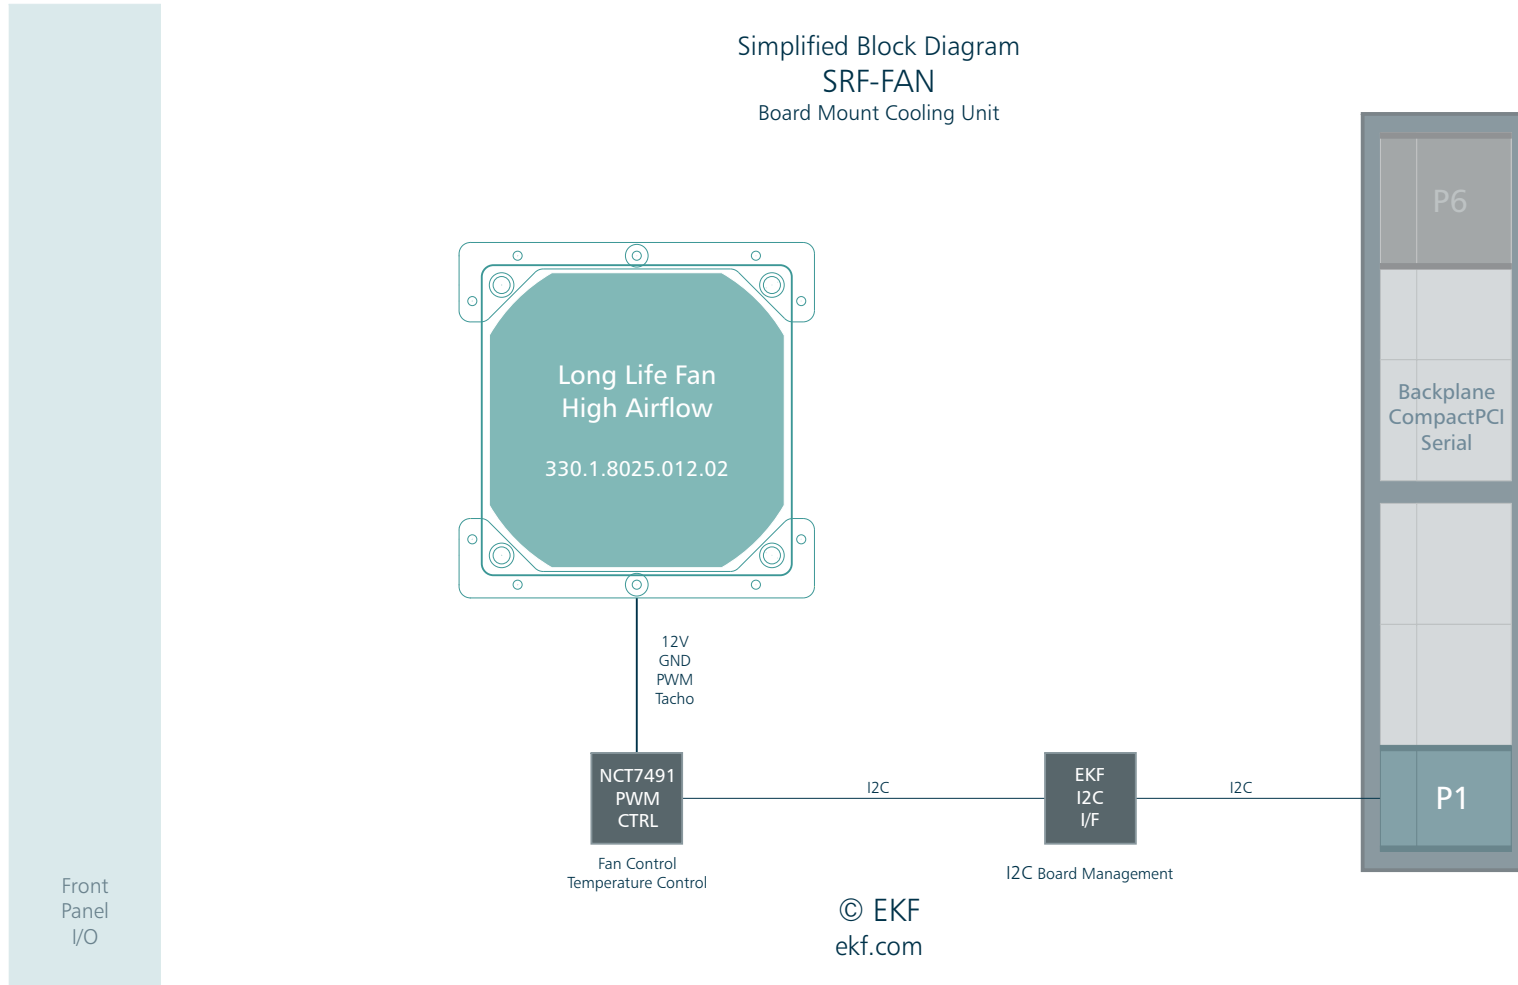 Simplified Block Diagram
SRF-FAN
Board Mount Cooling Unit
P6
Long Life Fan
High Airflow
330.1.8025.012.02
Backplane
CompactPCI
Serial
12V
GND
PWM
Tacho
NCT7491
PWM
CTRL
I2C
EKF
I2C
I/F
I2C
P1
Fan Control
Temperature Control
I2C Board Management
Front
Panel
I/O
© EKF
ekf.com